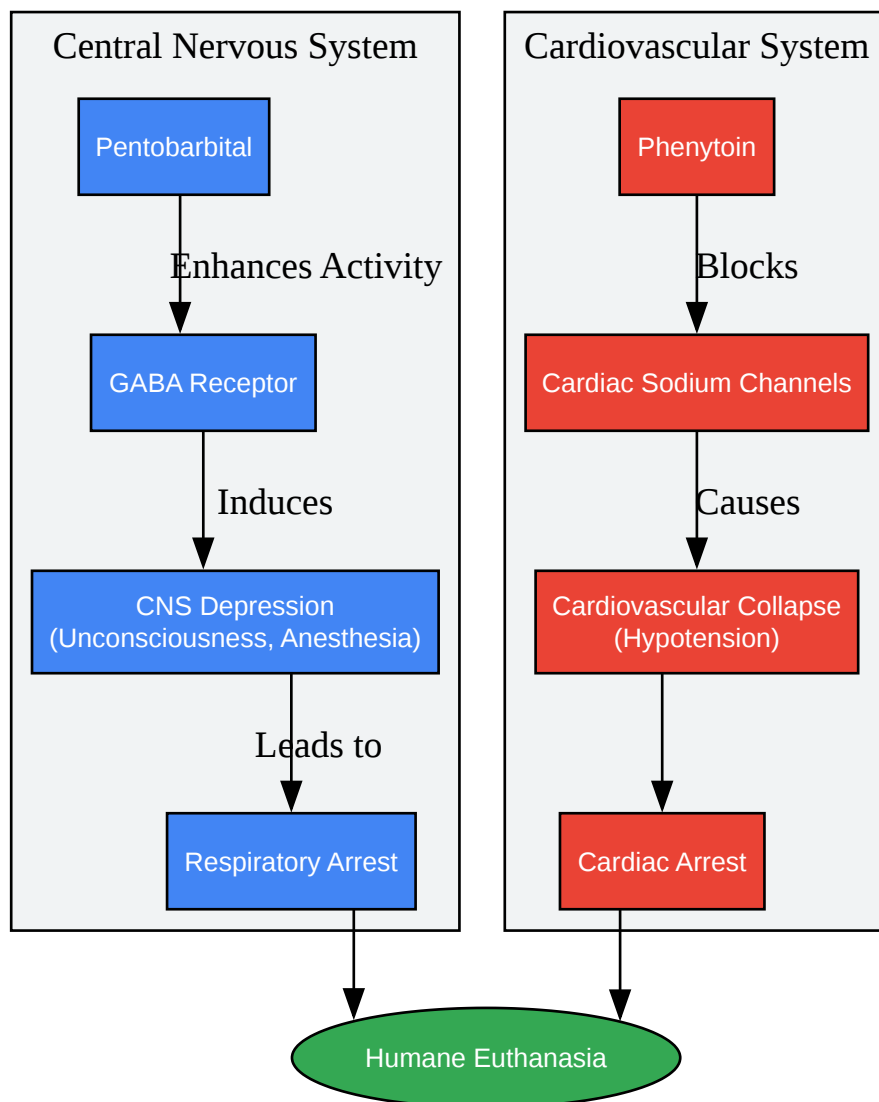 Central Nervous System
Pentobarbital
Enhances Activity
GABA Receptor
Induces
CNS Depression
(Unconsciousness, Anesthesia)
Leads to
Respiratory Arrest
Cardiovascular System
Phenytoin
Blocks
Cardiac Sodium Channels
Causes
Cardiovascular Collapse
(Hypotension)
Cardiac Arrest
Humane Euthanasia